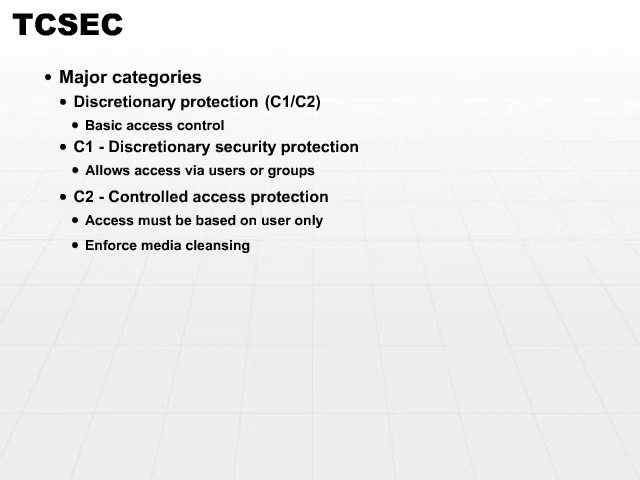 TCSEC
• Major categories
• Discretionary protection (C1/C2)
• Basic access control
• C1 - Discretionary security protection
• Allows access via users or groups
• C2 - Controlled access protection
• Access must be based on user only
• Enforce media cleansing